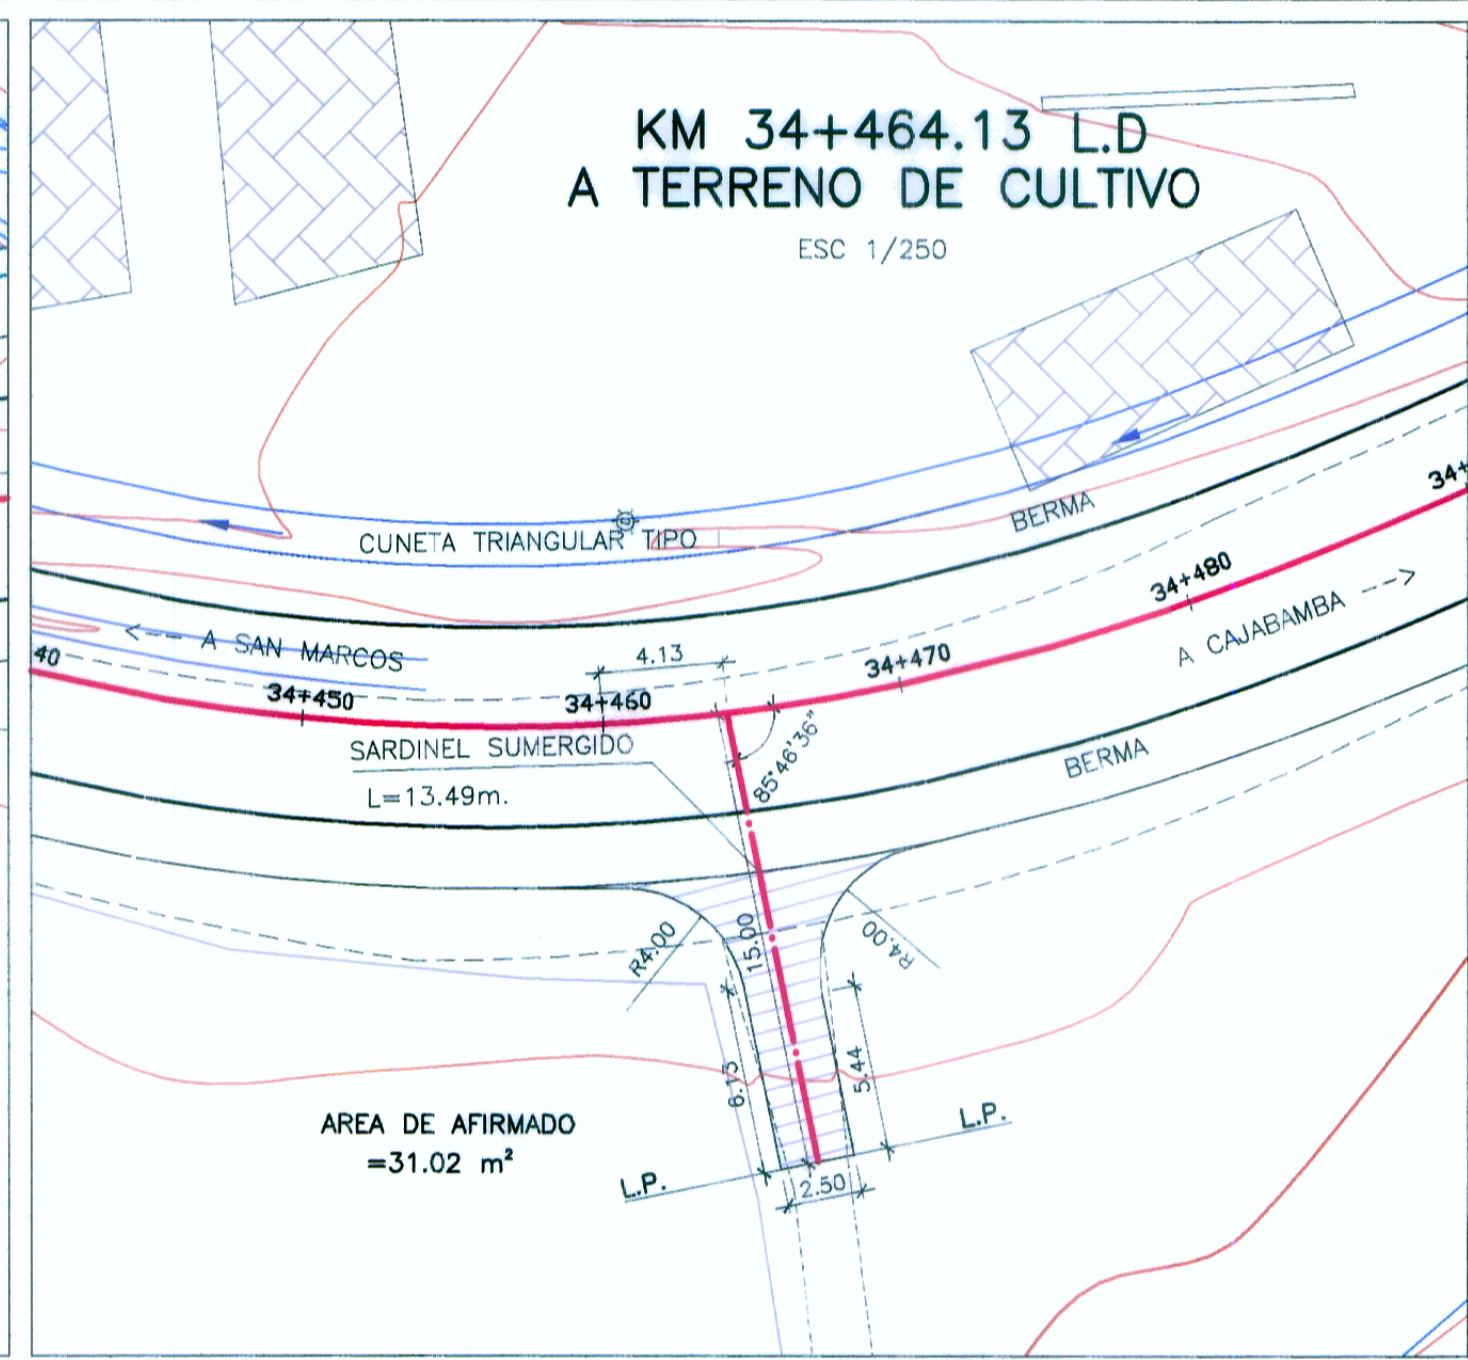 KM 34+464.13 L.D
A TERRENO DE CULTIVO
ESC 1/250
BERMA
34+
CUNETA TRIANGULAR TIPO I
34+480
A CAJABAMBA --->
<--- A SAN MARCOS
4.13
34+470
40
34+450
34+460
SARDINEL SUMERGIDO
L=13.49m.
85°46'36"
BERMA
R4.00
15.00
R4.00
6.13
5.44
AREA DE AFIRMADO
=31.02 m²
L.P.
L.P.
2.50